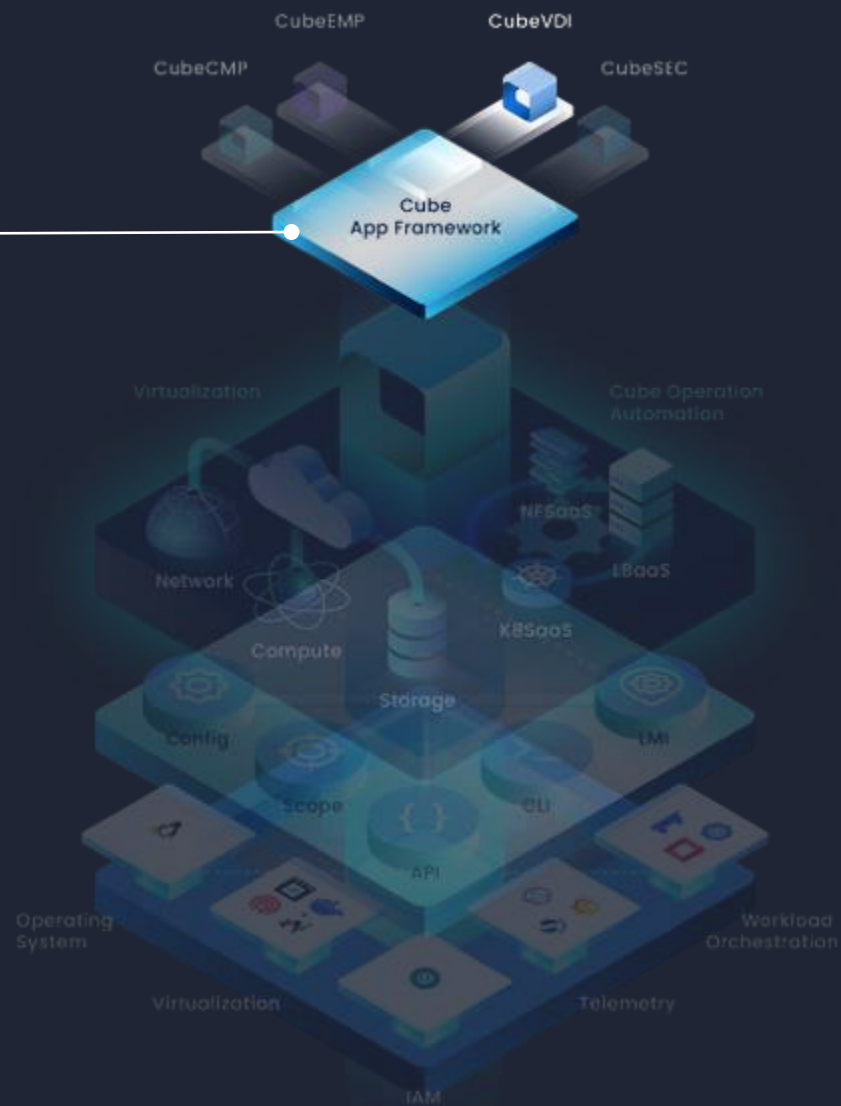 CubeEMP
CubeVDI
CubeCMP
CubeSEC
Cube
App Framework
Virtualization
Cube Operation
Automation
NFSaaS
Network
LBaaS
K8SaaS
Compute
Storage
Config
LMI
Scope
CLI
API
Operating
System
Workload
Orchestration
Virtualization
Telemetry
IAM